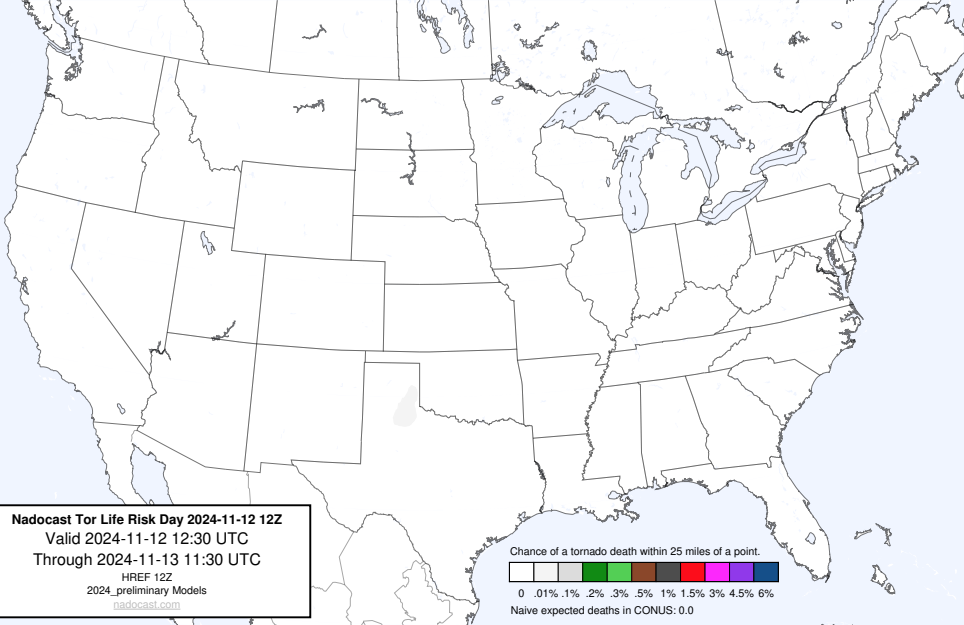 Nadocast Tor Life Risk Day 2024-11-12 12Z
Valid 2024-11-12 12:30 UTC
Through 2024-11-13 11:30 UTC
HREF 12Z
2024_preliminary Models
nadocast.com
Chance of a tornado death within 25 miles of a point.
0 .01% .1% .2% .3% .5% 1% 1.5% 3% 4.5% 6%
Naive expected deaths in CONUS: 0.0